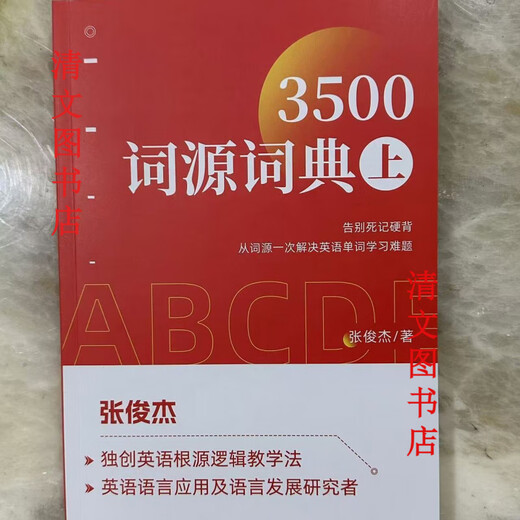 3500
词源词典 上
告别死记硬背
从词源一次解决英语单词学习难题
ABCDE
张俊杰/著
张俊杰
独创英语根源逻辑教学法
英语语言应用及语言发展研究者
清文图书店
清文图书店